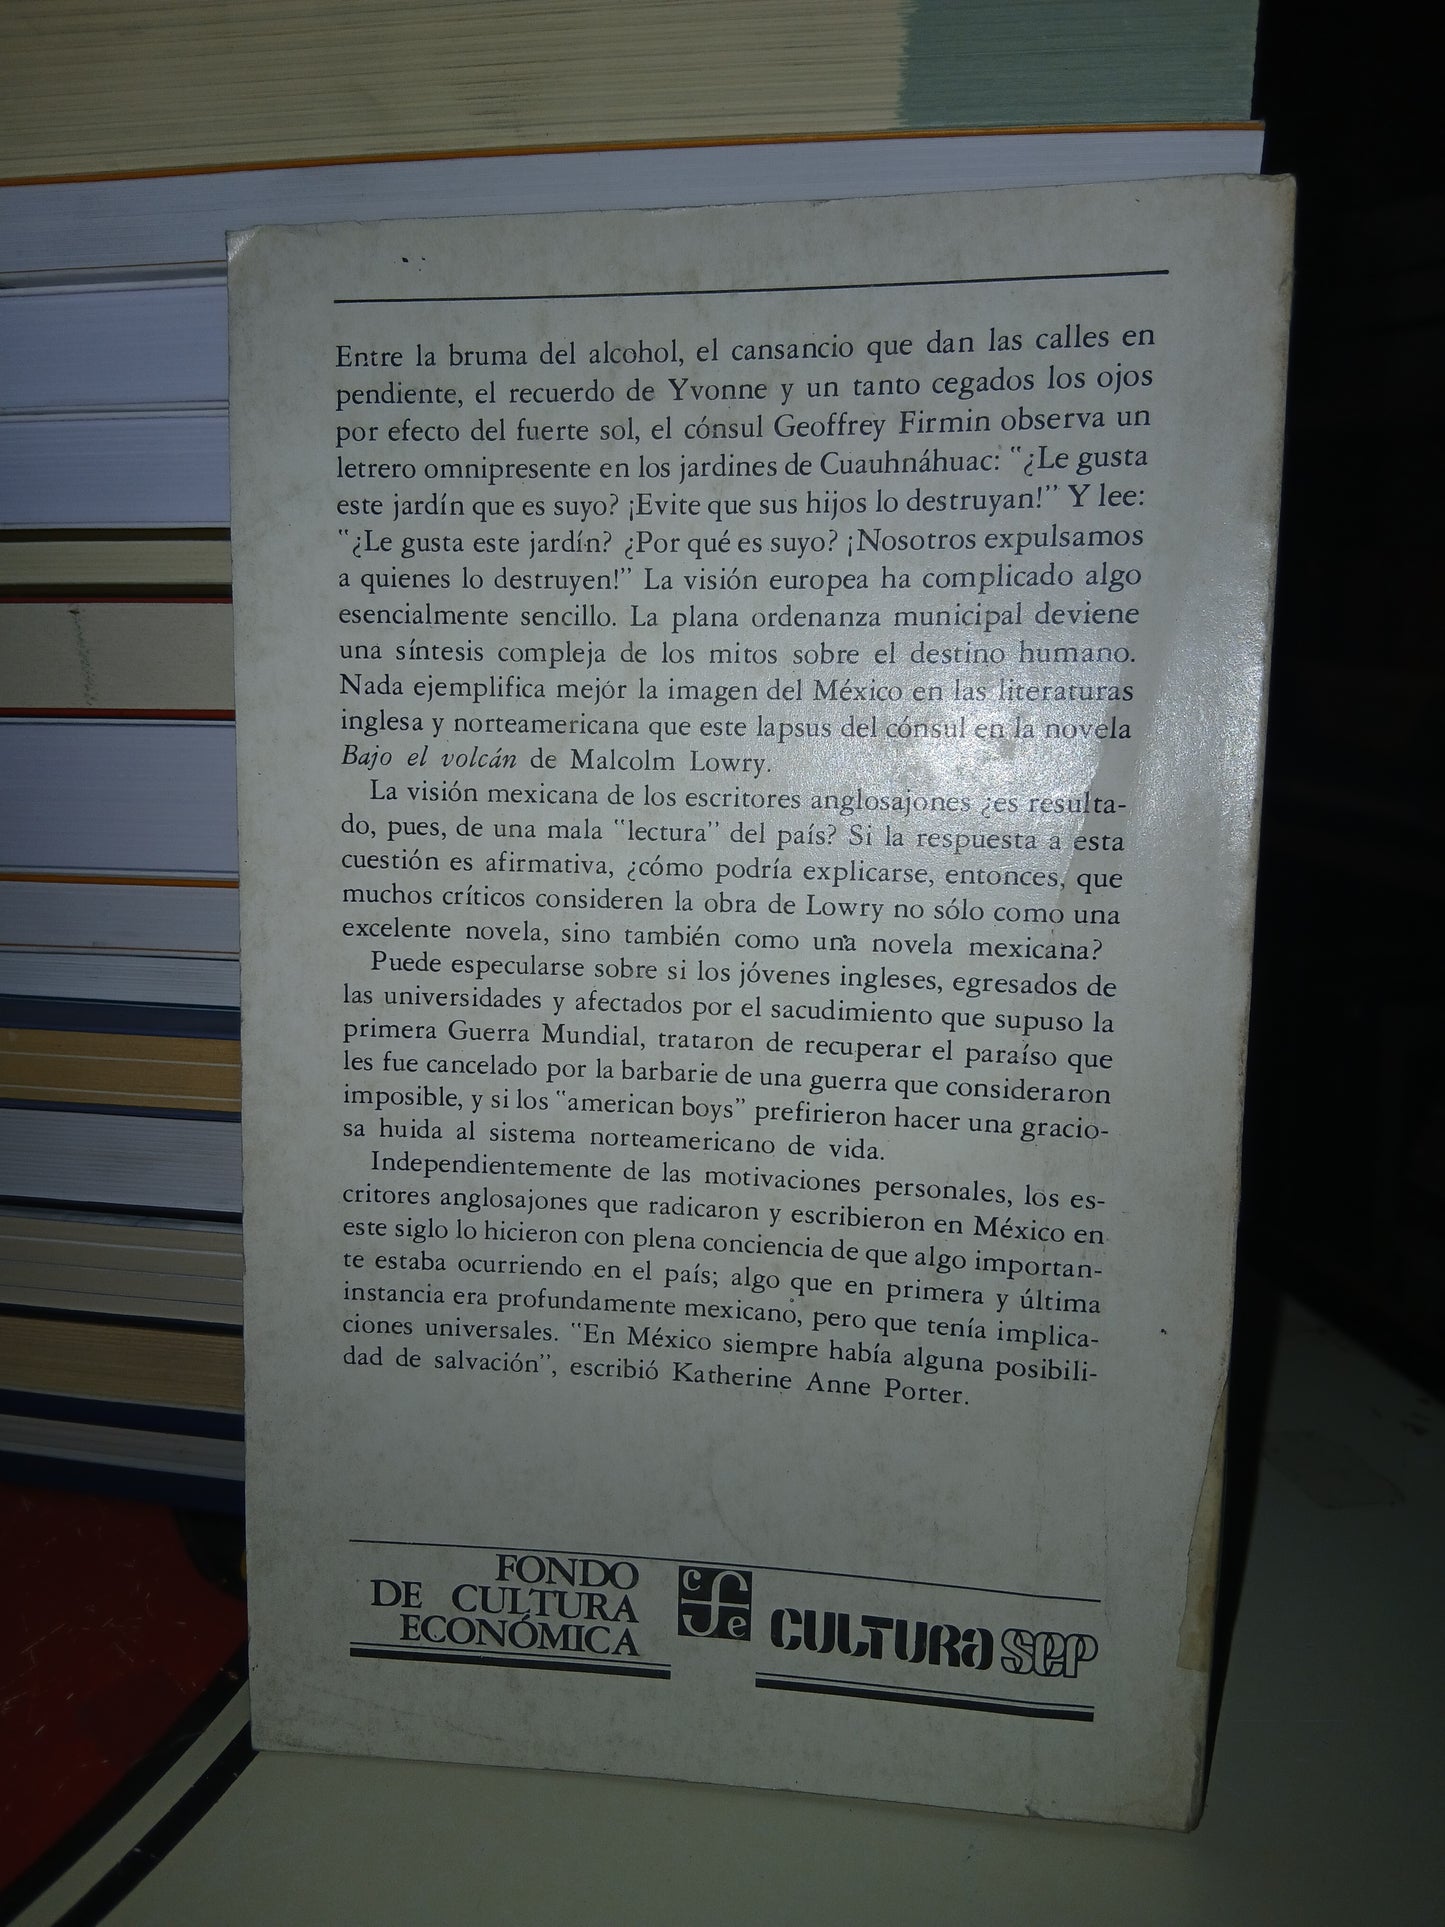 Entre la bruma del alcohol, el cansancio que dan las calles en
pendiente, el recuerdo de Yvonne y un tanto cegados los ojos
por efecto del fuerte sol, el cónsul Geoffrey Firmin observa un
letrero omnipresente en los jardines de Cuauhnáhuac: "¿Le gusta
este jardín que es suyo? ¡Evite que sus hijos lo destruyan!" Y lee:
"¿Le gusta este jardín? ¿Por qué es suyo? ¡Nosotros expulsamos
a quienes lo destruyen!" La visión europea ha complicado algo
esencialmente sencillo. La plana ordenanza municipal deviene
una síntesis compleja de los mitos sobre el destino humano.
Nada ejemplifica mejór la imagen del México en las literaturas
inglesa y norteamericana que este lapsus del cónsul en la novela
Bajo el volcán de Malcolm Lowry.
La visión mexicana de los escritores anglosajones ¿es resulta-
do, pues, de una mala "lectura" del país? Si la respuesta a esta
cuestión es afirmativa, ¿cómo podría explicarse, entonces, que
muchos críticos consideren la obra de Lowry no sólo como una
excelente novela, sino también como una novela mexicana?
Puede especularse sobre si los jóvenes ingleses, egresados de
las universidades y afectados por el sacudimiento que supuso la
primera Guerra Mundial, trataron de recuperar el paraíso que
les fue cancelado por la barbarie de una guerra que consideraron
imposible, y si los "american boys" prefirieron hacer una gracio-
sa huida al sistema norteamericano de vida.
Independientemente de las motivaciones personales, los es-
critores anglosajones que radicaron y escribieron en México en
este siglo lo hicieron con plena conciencia de que algo importan-
te estaba ocurriendo en el país; algo que en primera y última
instancia era profundamente mexicano, pero que tenía implica-
ciones universales. "En México siempre había alguna posibili-
dad de salvación", escribió Katherine Anne Porter.
FONDO
DE CULTURA
ECONÓMICA
cfe
CULTURA SEP